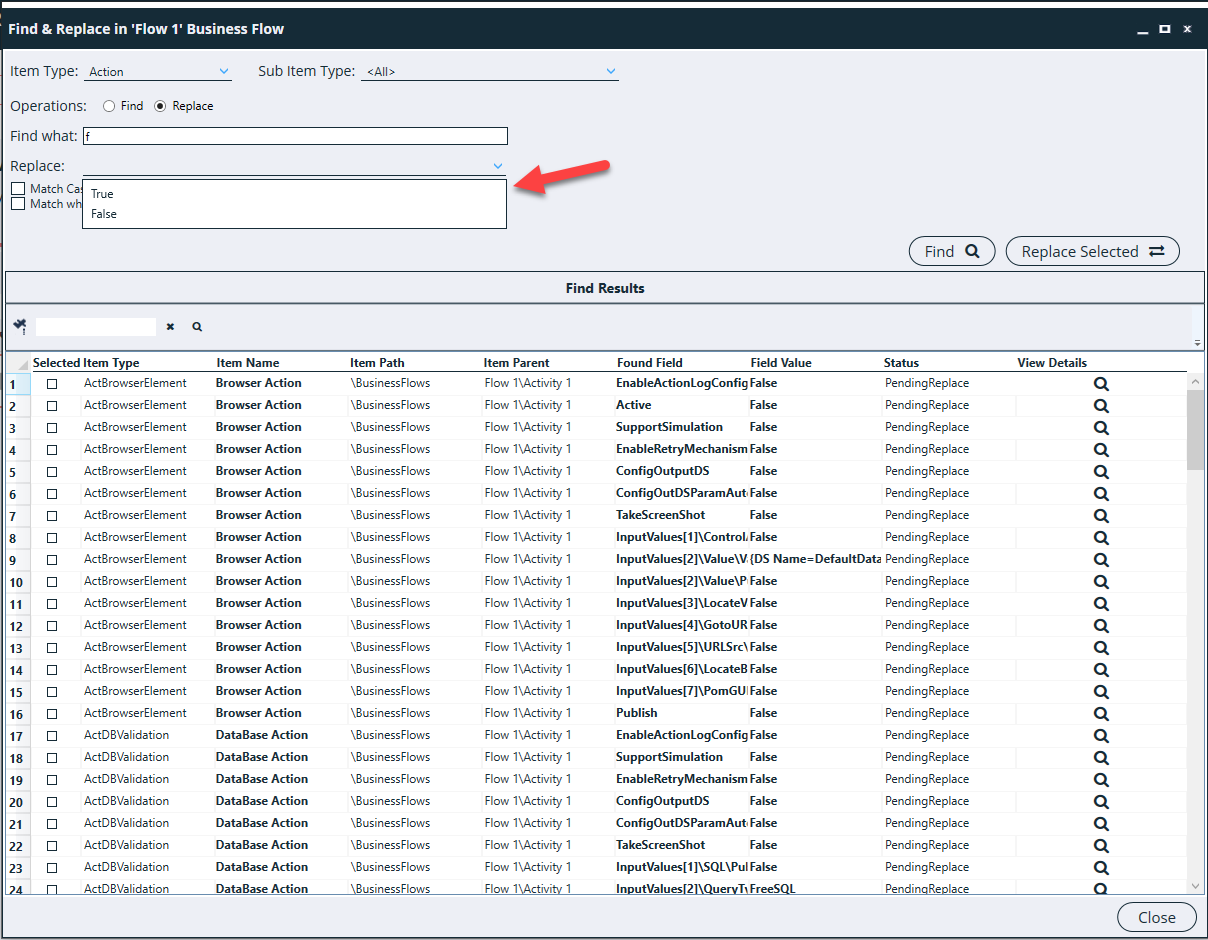 Find & Replace in 'Flow 1' Business Flow
Item Type: Action Sub Item Type: <All>
Operations: Find Replace
Find what: f
Replace:
Match Cas
Match wh
True
False
Find Replace Selected
Find Results
Selected Item Type Item Name Item Path Item Parent Found Field Field Value Status View Details
1 ActBrowserElement Browser Action \BusinessFlows Flow 1\Activity 1 EnableActionLogConfig False PendingReplace
2 ActBrowserElement Browser Action \BusinessFlows Flow 1\Activity 1 Active False PendingReplace
3 ActBrowserElement Browser Action \BusinessFlows Flow 1\Activity 1 SupportSimulation False PendingReplace
4 ActBrowserElement Browser Action \BusinessFlows Flow 1\Activity 1 EnableRetryMechanism False PendingReplace
5 ActBrowserElement Browser Action \BusinessFlows Flow 1\Activity 1 ConfigOutputDS False PendingReplace
6 ActBrowserElement Browser Action \BusinessFlows Flow 1\Activity 1 ConfigOutDSParamAut False PendingReplace
7 ActBrowserElement Browser Action \BusinessFlows Flow 1\Activity 1 TakeScreenShot False PendingReplace
8 ActBrowserElement Browser Action \BusinessFlows Flow 1\Activity 1 InputValues[1]\Control False PendingReplace
9 ActBrowserElement Browser Action \BusinessFlows Flow 1\Activity 1 InputValues[2]\Value\V {DS Name=DefaultData PendingReplace
10 ActBrowserElement Browser Action \BusinessFlows Flow 1\Activity 1 InputValues[2]\Value\P False PendingReplace
11 ActBrowserElement Browser Action \BusinessFlows Flow 1\Activity 1 InputValues[3]\LocateV False PendingReplace
12 ActBrowserElement Browser Action \BusinessFlows Flow 1\Activity 1 InputValues[4]\GotoUR False PendingReplace
13 ActBrowserElement Browser Action \BusinessFlows Flow 1\Activity 1 InputValues[5]\URLSrc\ False PendingReplace
14 ActBrowserElement Browser Action \BusinessFlows Flow 1\Activity 1 InputValues[6]\LocateB False PendingReplace
15 ActBrowserElement Browser Action \BusinessFlows Flow 1\Activity 1 InputValues[7]\PomGU False PendingReplace
16 ActBrowserElement Browser Action \BusinessFlows Flow 1\Activity 1 Publish False PendingReplace
17 ActDBValidation DataBase Action \BusinessFlows Flow 1\Activity 1 EnableActionLogConfig False PendingReplace
18 ActDBValidation DataBase Action \BusinessFlows Flow 1\Activity 1 SupportSimulation False PendingReplace
19 ActDBValidation DataBase Action \BusinessFlows Flow 1\Activity 1 EnableRetryMechanism False PendingReplace
20 ActDBValidation DataBase Action \BusinessFlows Flow 1\Activity 1 ConfigOutputDS False PendingReplace
21 ActDBValidation DataBase Action \BusinessFlows Flow 1\Activity 1 ConfigOutDSParamAut False PendingReplace
22 ActDBValidation DataBase Action \BusinessFlows Flow 1\Activity 1 TakeScreenShot False PendingReplace
23 ActDBValidation DataBase Action \BusinessFlows Flow 1\Activity 1 InputValues[1]\SQL\Pul False PendingReplace
24 ActDBValidation DataBase Action \BusinessFlows Flow 1\Activity 1 InputValues[2]\QueryT FreeSQL PendingReplace
Close